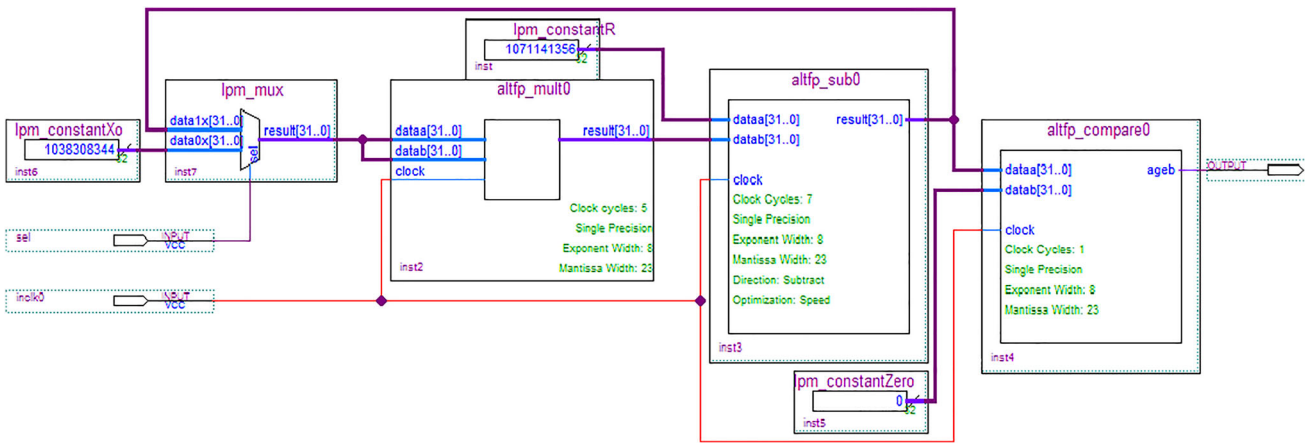 lpm_constantR
1071141356
32
inst
lpm_mux
data1x[31..0]
data0x[31..0]
result[31..0]
sel
inst7
lpm_constantXo
1038308344
32
inst6
altfp_mult0
dataa[31..0]
datab[31..0]
clock
result[31..0]
Clock cycles: 5
Single Precision
Exponent Width: 8
Mantissa Width: 23
inst2
altfp_sub0
dataa[31..0]
datab[31..0]
result[31..0]
clock
Clock Cycles: 7
Single Precision
Exponent Width: 8
Mantissa Width: 23
Direction: Subtract
Optimization: Speed
inst3
altfp_compare0
dataa[31..0]
datab[31..0]
ageb
clock
Clock Cycles: 1
Single Precision
Exponent Width: 8
Mantissa Width: 23
inst4
OUTPUT
sel
INPUT
VCC
inclk0
INPUT
VCC
lpm_constantZero
0
32
inst5